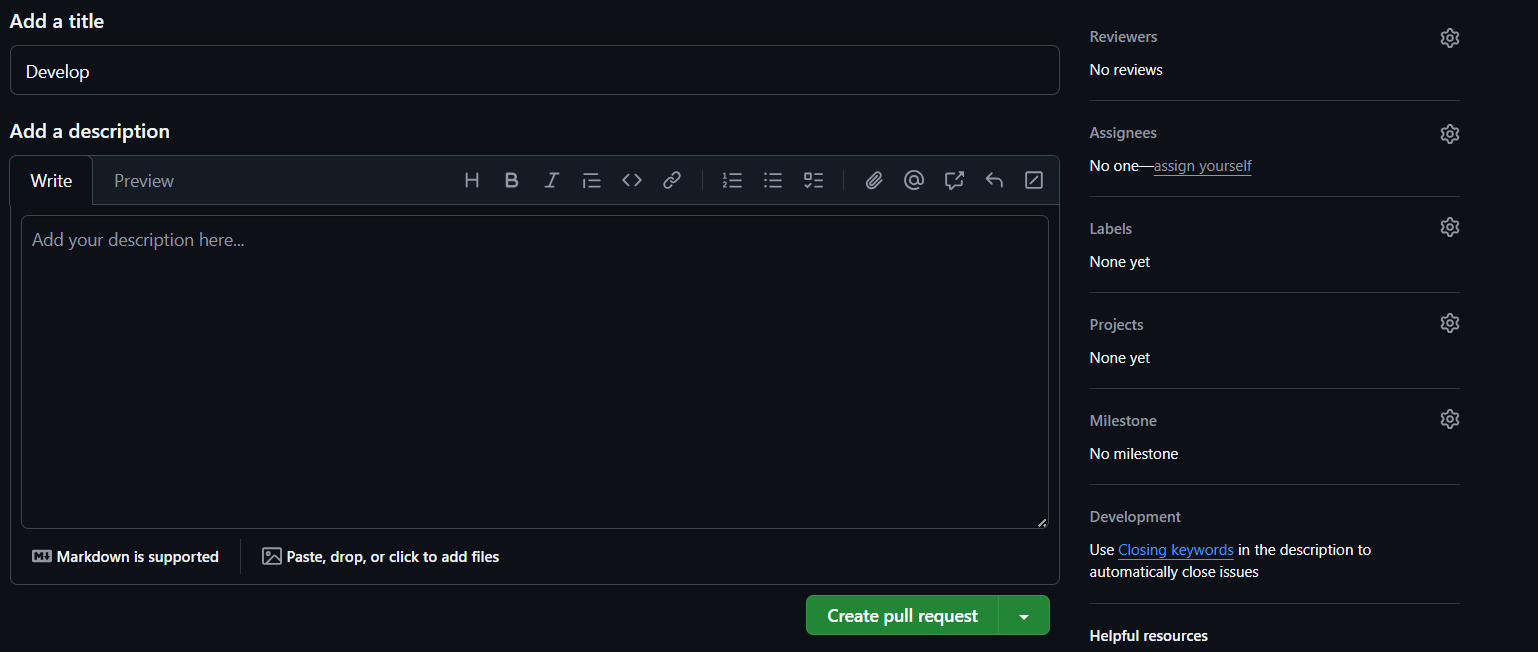 Add a title
Develop
Add a description
Write
Preview
Add your description here...
Markdown is supported
Paste, drop, or click to add files
Create pull request
Reviewers
No reviews
Assignees
No one—assign yourself
Labels
None yet
Projects
None yet
Milestone
No milestone
Development
Use Closing keywords in the description to
automatically close issues
Helpful resources